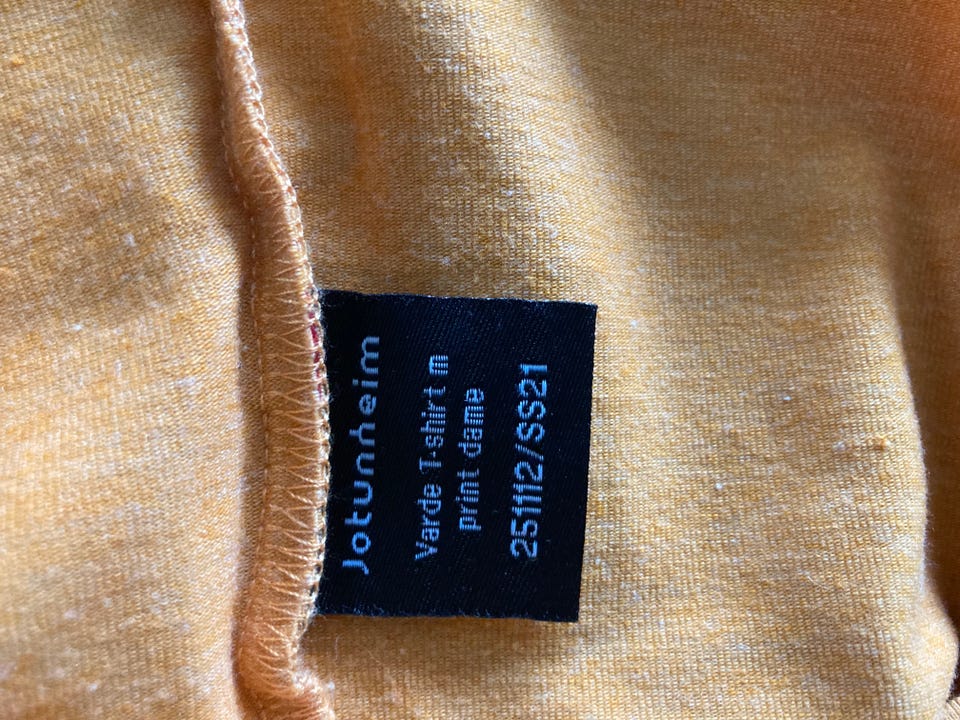 Jotunheim
Varde T-shirt m
print dame
251112/SS21